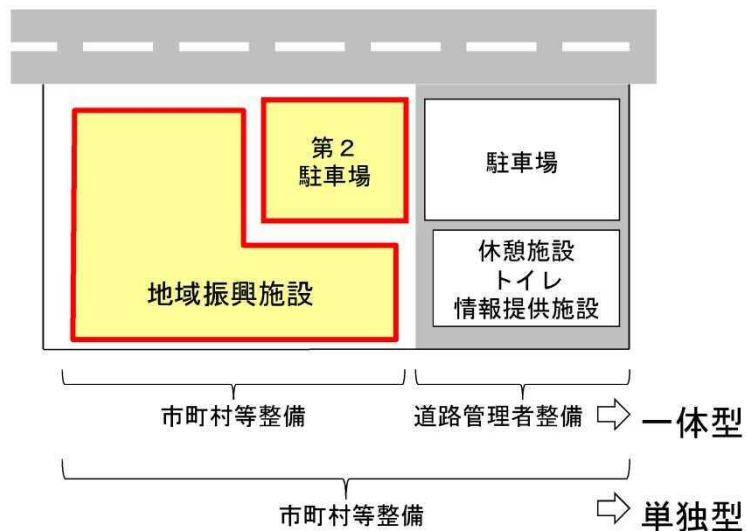 第２
駐車場
駐車場
地域振興施設
休憩施設
トイレ
情報提供施設
市町村等整備
道路管理者整備
一体型
市町村等整備
単独型